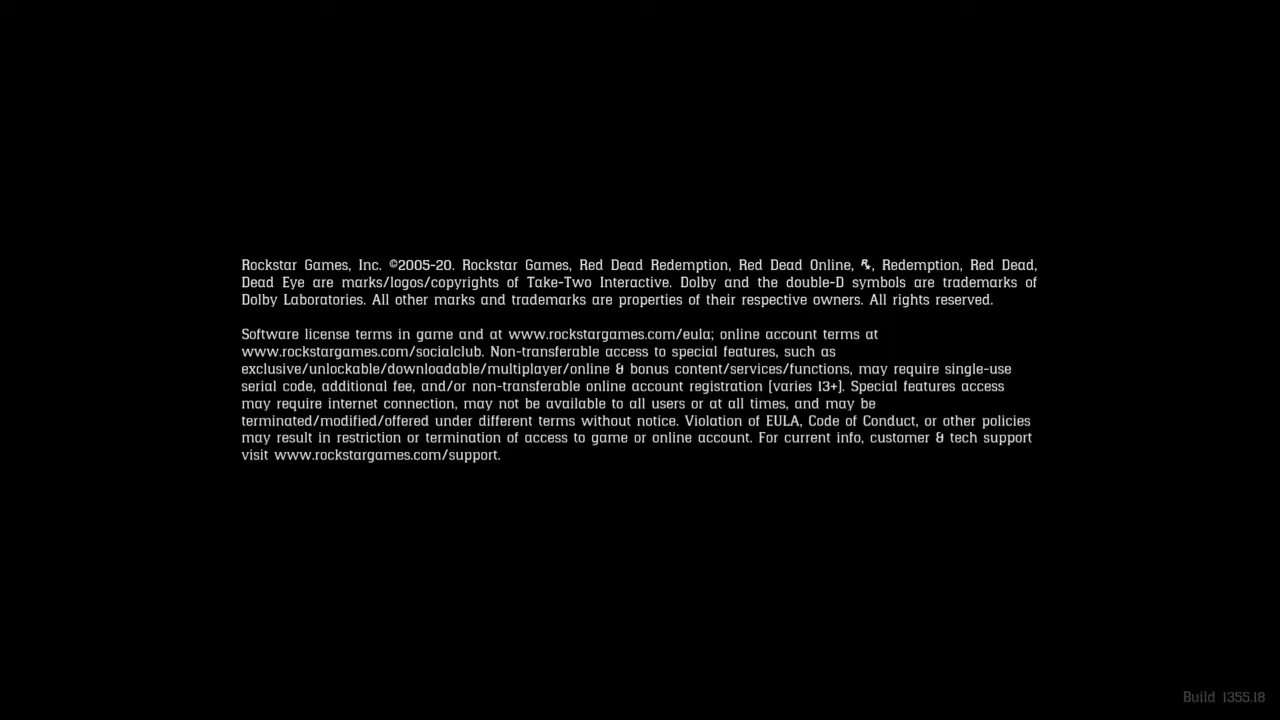 Rockstar Games, Inc. ©2005-20. Rockstar Games, Red Dead Redemption, Red Dead Online, , Redemption, Red Dead,
Dead Eye are marks/logos/copyrights of Take-Two Interactive. Dolby and the double-D symbols are trademarks of
Dolby Laboratories. All other marks and trademarks are properties of their respective owners. All rights reserved.
Software license terms in game and at www.rockstargames.com/eula; online account terms at
www.rockstargames.com/socialclub. Non-transferable access to special features, such as
exclusive/unlockable/downloadable/multiplayer/online & bonus content/services/functions, may require single-use
serial code, additional fee, and/or non-transferable online account registration (varies 13+). Special features access
may require internet connection, may not be available to all users or at all times, and may be
terminated/modified/offered under different terms without notice. Violation of EULA, Code of Conduct, or other policies
may result in restriction or termination of access to game or online account. For current info, customer & tech support
visit www.rockstargames.com/support.
Build 1355.18